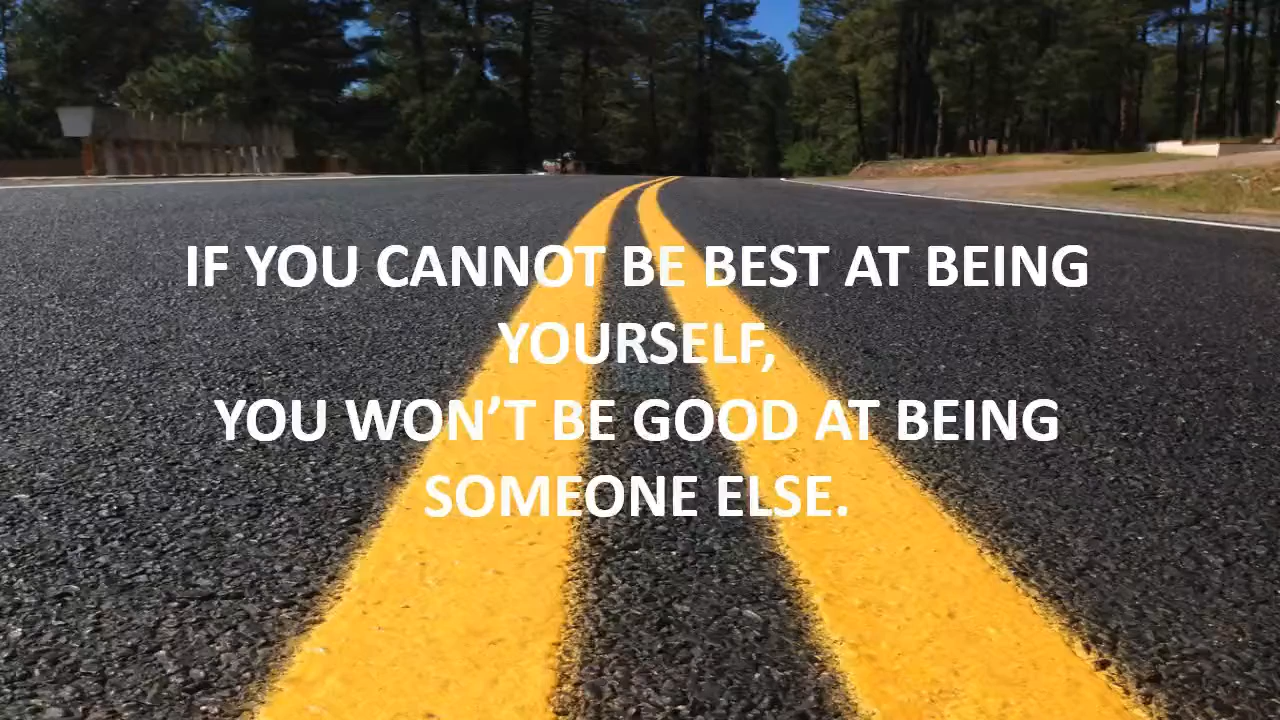 IF YOU CANNOT BE BEST AT BEING
YOURSELF,
YOU WON’T BE GOOD AT BEING
SOMEONE ELSE.